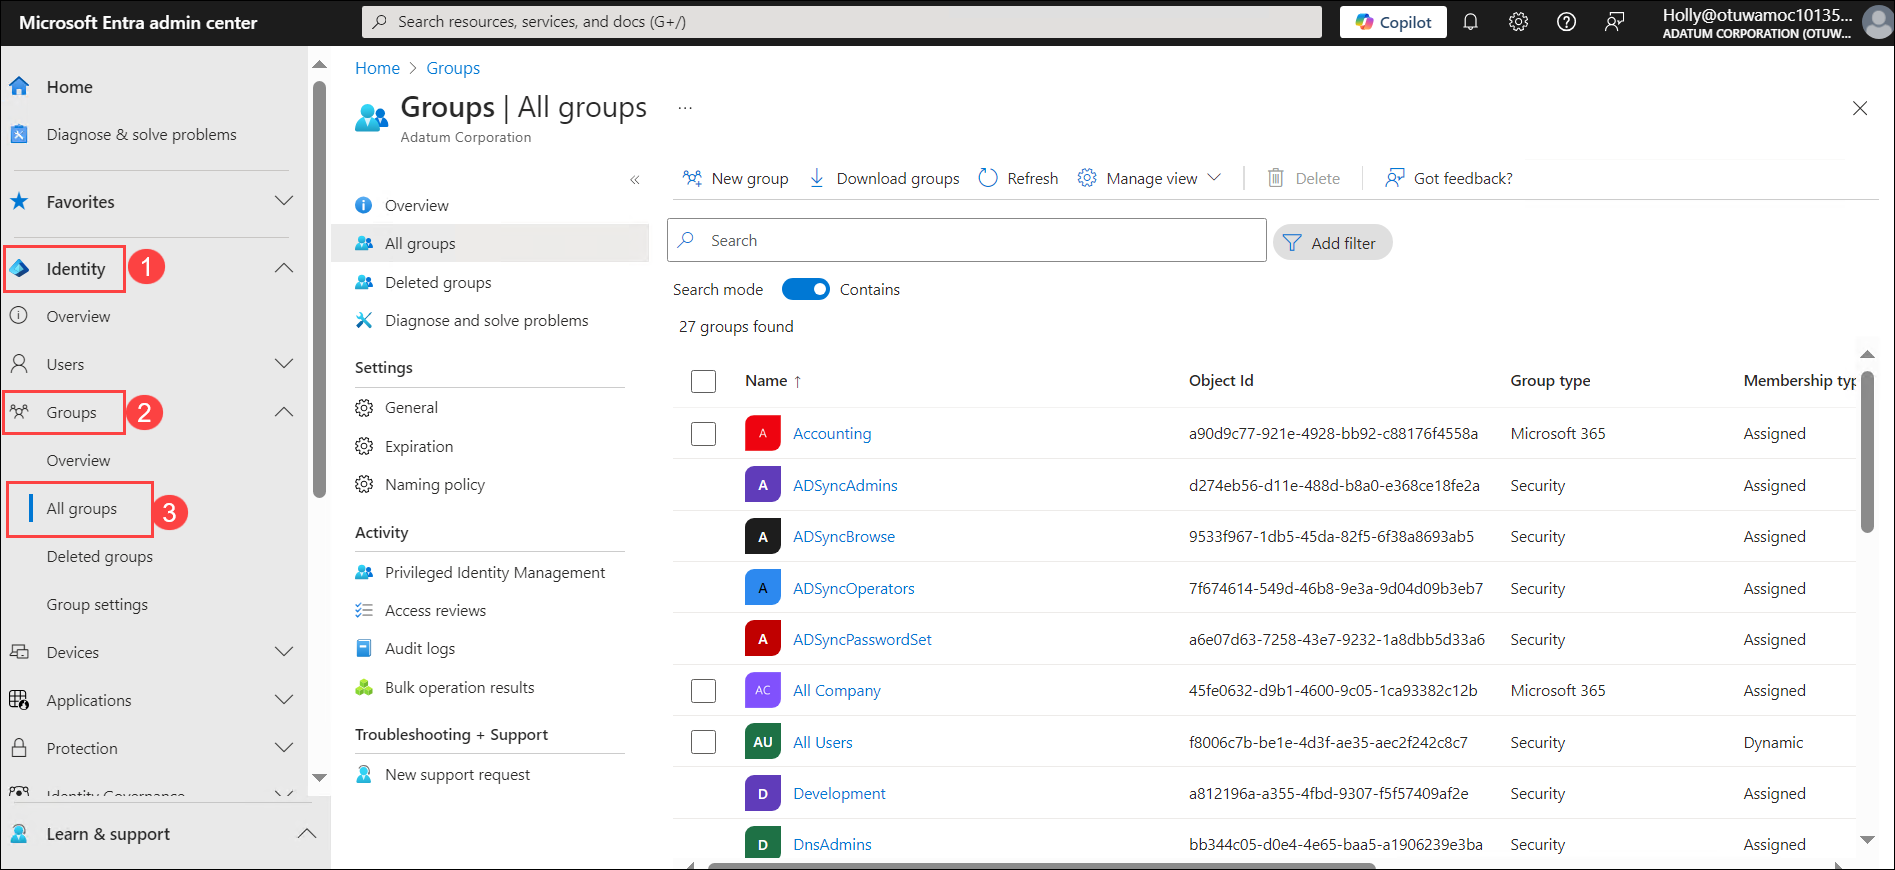 Microsoft Entra admin center
Search resources, services, and docs (G+/)
Copilot
Holly@otuwamoc10135...
ADATUM CORPORATION (OTUW...
Home
Diagnose & solve problems
Favorites
Identity
1
Overview
Users
Groups
2
Overview
All groups
3
Deleted groups
Group settings
Devices
Applications
Protection
Identity Governance
Learn & support
Home > Groups
Groups | All groups ...
Adatum Corporation
«
Overview
All groups
Deleted groups
Diagnose and solve problems
Settings
General
Expiration
Naming policy
Activity
Privileged Identity Management
Access reviews
Audit logs
Bulk operation results
Troubleshooting + Support
New support request
New group Download groups Refresh Manage view Delete Got feedback?
Search
Add filter
Search mode Contains
27 groups found
Name ↑ Object Id Group type Membership typ
A Accounting a90d9c77-921e-4928-bb92-c88176f4558a Microsoft 365 Assigned
A ADSyncAdmins d274eb56-d11e-488d-b8a0-e368ce18fe2a Security Assigned
A ADSyncBrowse 9533f967-1db5-45da-82f5-6f38a8693ab5 Security Assigned
A ADSyncOperators 7f674614-549d-46b8-9e3a-9d04d09b3eb7 Security Assigned
A ADSyncPasswordSet a6e07d63-7258-43e7-9232-1a8dbb5d33a6 Security Assigned
AC All Company 45fe0632-d9b1-4600-9c05-1ca93382c12b Microsoft 365 Assigned
AU All Users f8006c7b-be1e-4d3f-ae35-aec2f242c8c7 Security Dynamic
D Development a812196a-a355-4fbd-9307-f5f57409af2e Security Assigned
D DnsAdmins bb344c05-d0e4-4e65-baa5-a1906239e3ba Security Assigned